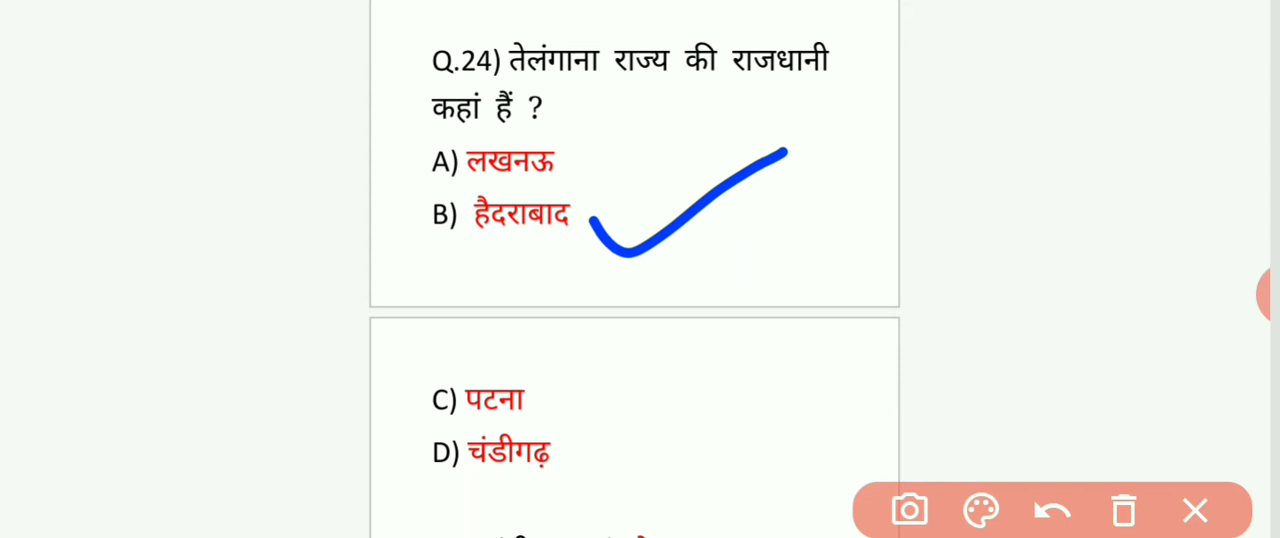 Q.24) तेलंगाना राज्य की राजधानी
कहां हैं ?
A) लखनऊ
B) हैदराबाद
C) पटना
D) चंडीगढ़